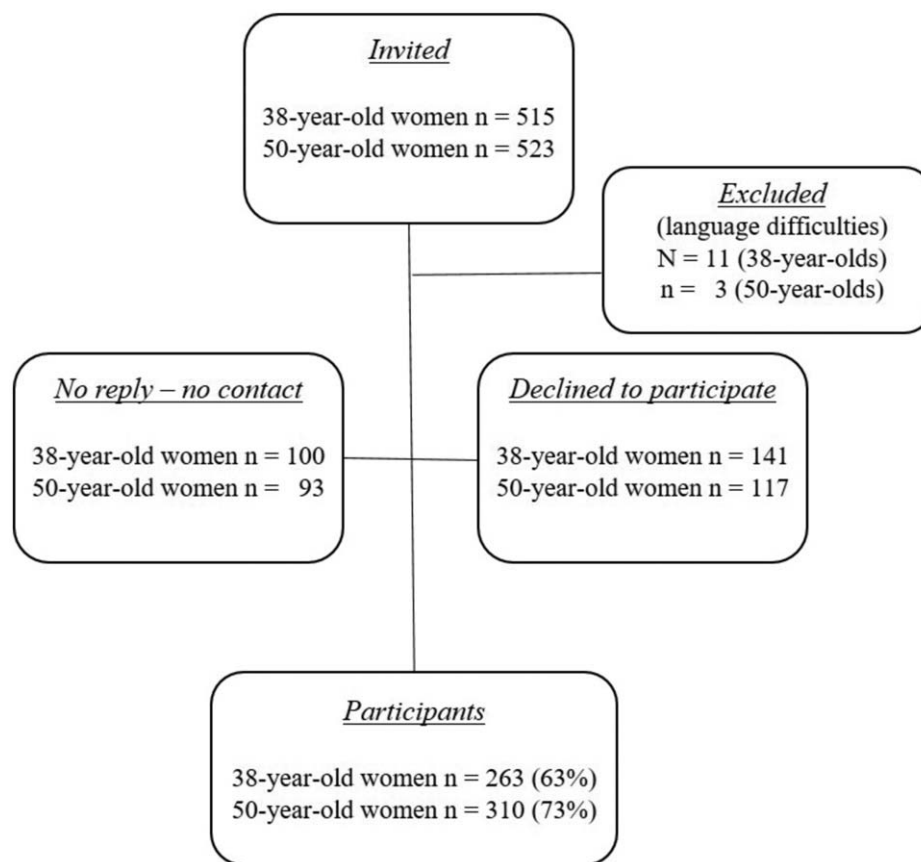 Invited
38-year-old women n = 515
50-year-old women n = 523
Excluded
(language difficulties)
N = 11 (38-year-olds)
n = 3 (50-year-olds)
No reply – no contact
38-year-old women n = 100
50-year-old women n = 93
Declined to participate
38-year-old women n = 141
50-year-old women n = 117
Participants
38-year-old women n = 263 (63%)
50-year-old women n = 310 (73%)